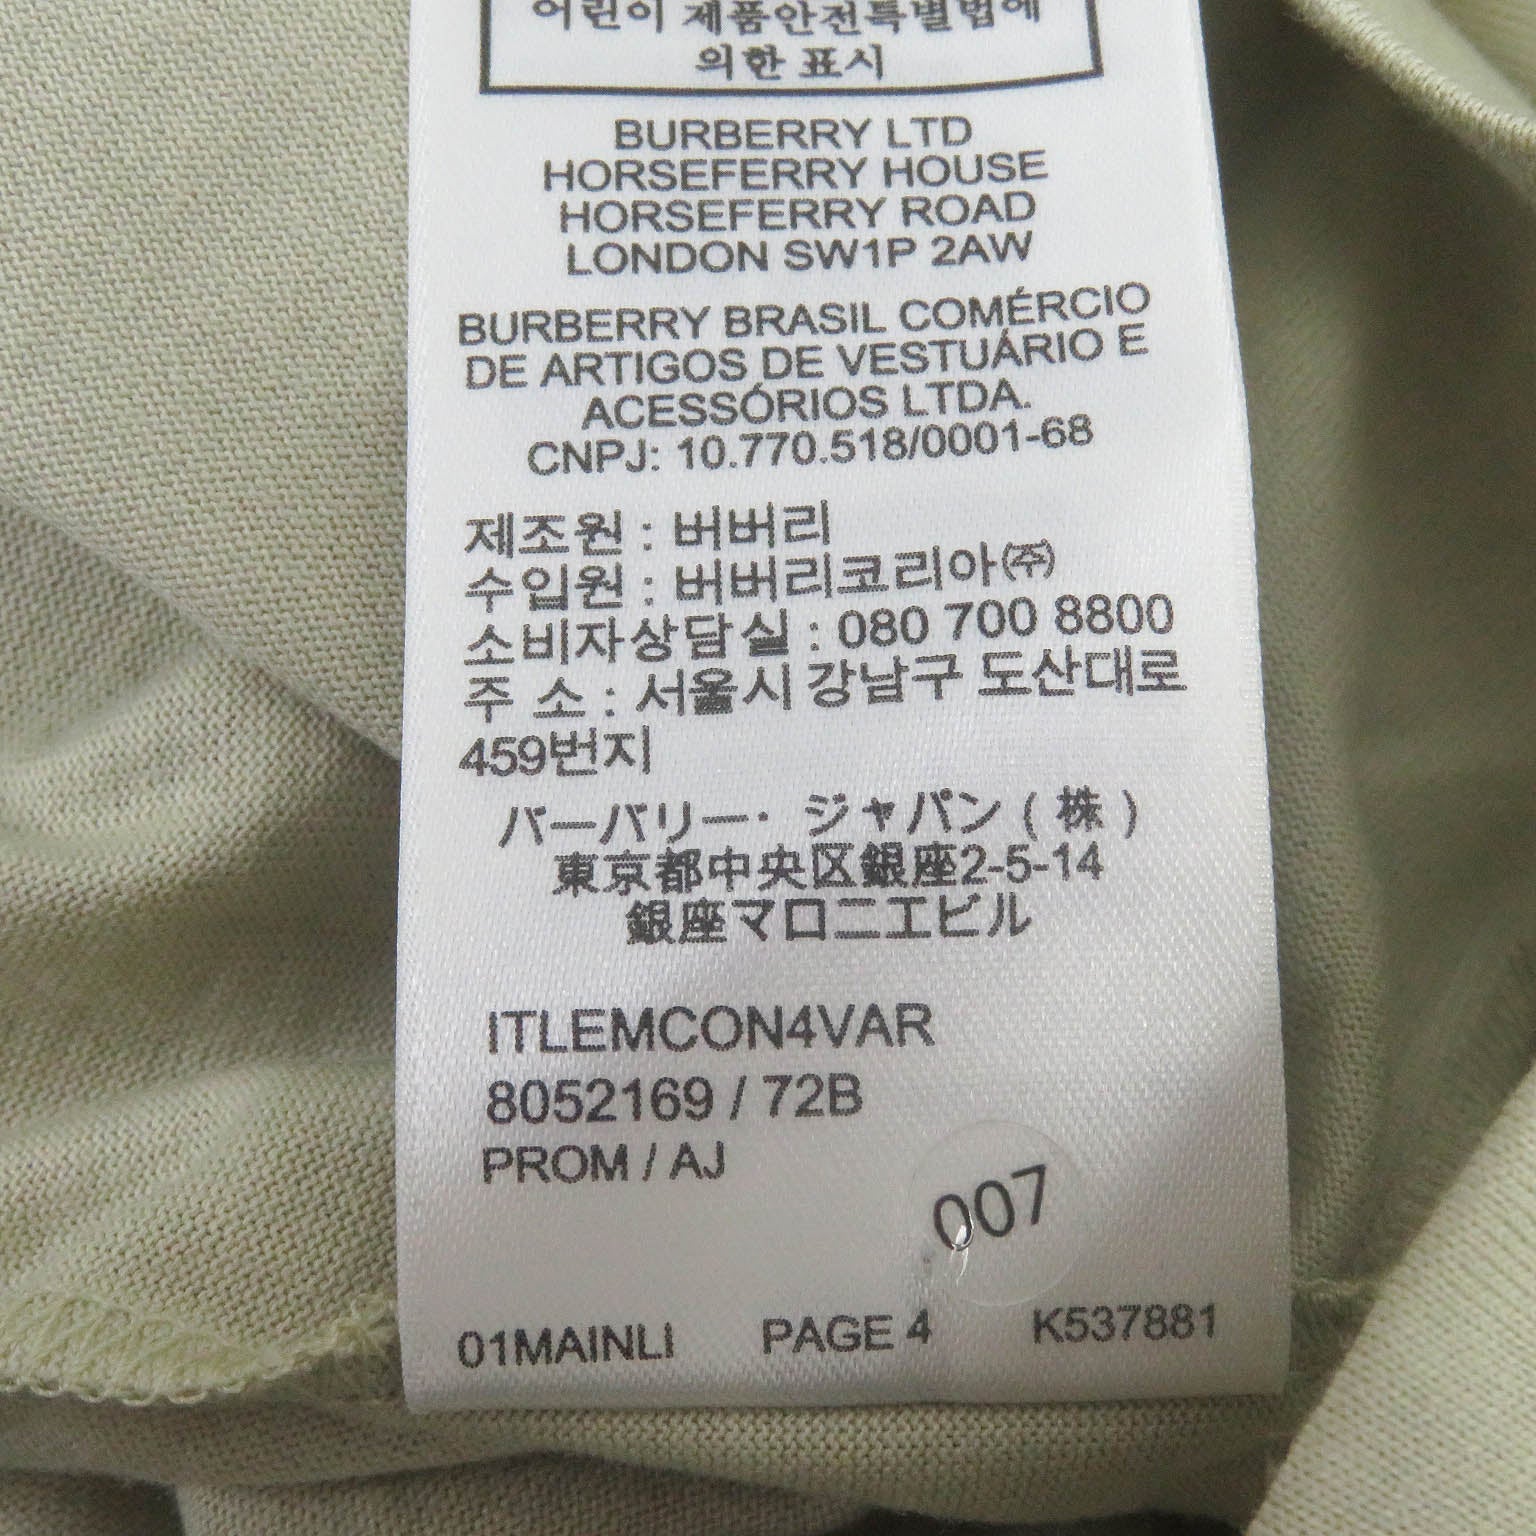 어린이 제품안전특별법에
의한 표시
BURBERRY LTD
HORSEFERRY HOUSE
HORSEFERRY ROAD
LONDON SW1P 2AW
BURBERRY BRASIL COMÉRCIO
DE ARTIGOS DE VESTUÁRIO E
ACESSÓRIOS LTDA.
CNPJ: 10.770.518/0001-68
제조원 : 버버리
수입원 : 버버리코리아㈜
소비자상담실 : 080 700 8800
주 소 : 서울시 강남구 도산대로
459번지
バーバリー・ ジャパン ( 株 )
東京都中央区銀座2-5-14
銀座マロニエビル
ITLEMCON4VAR
8052169 / 72B
PROM / AJ
007
01MAINLI PAGE 4 K537881